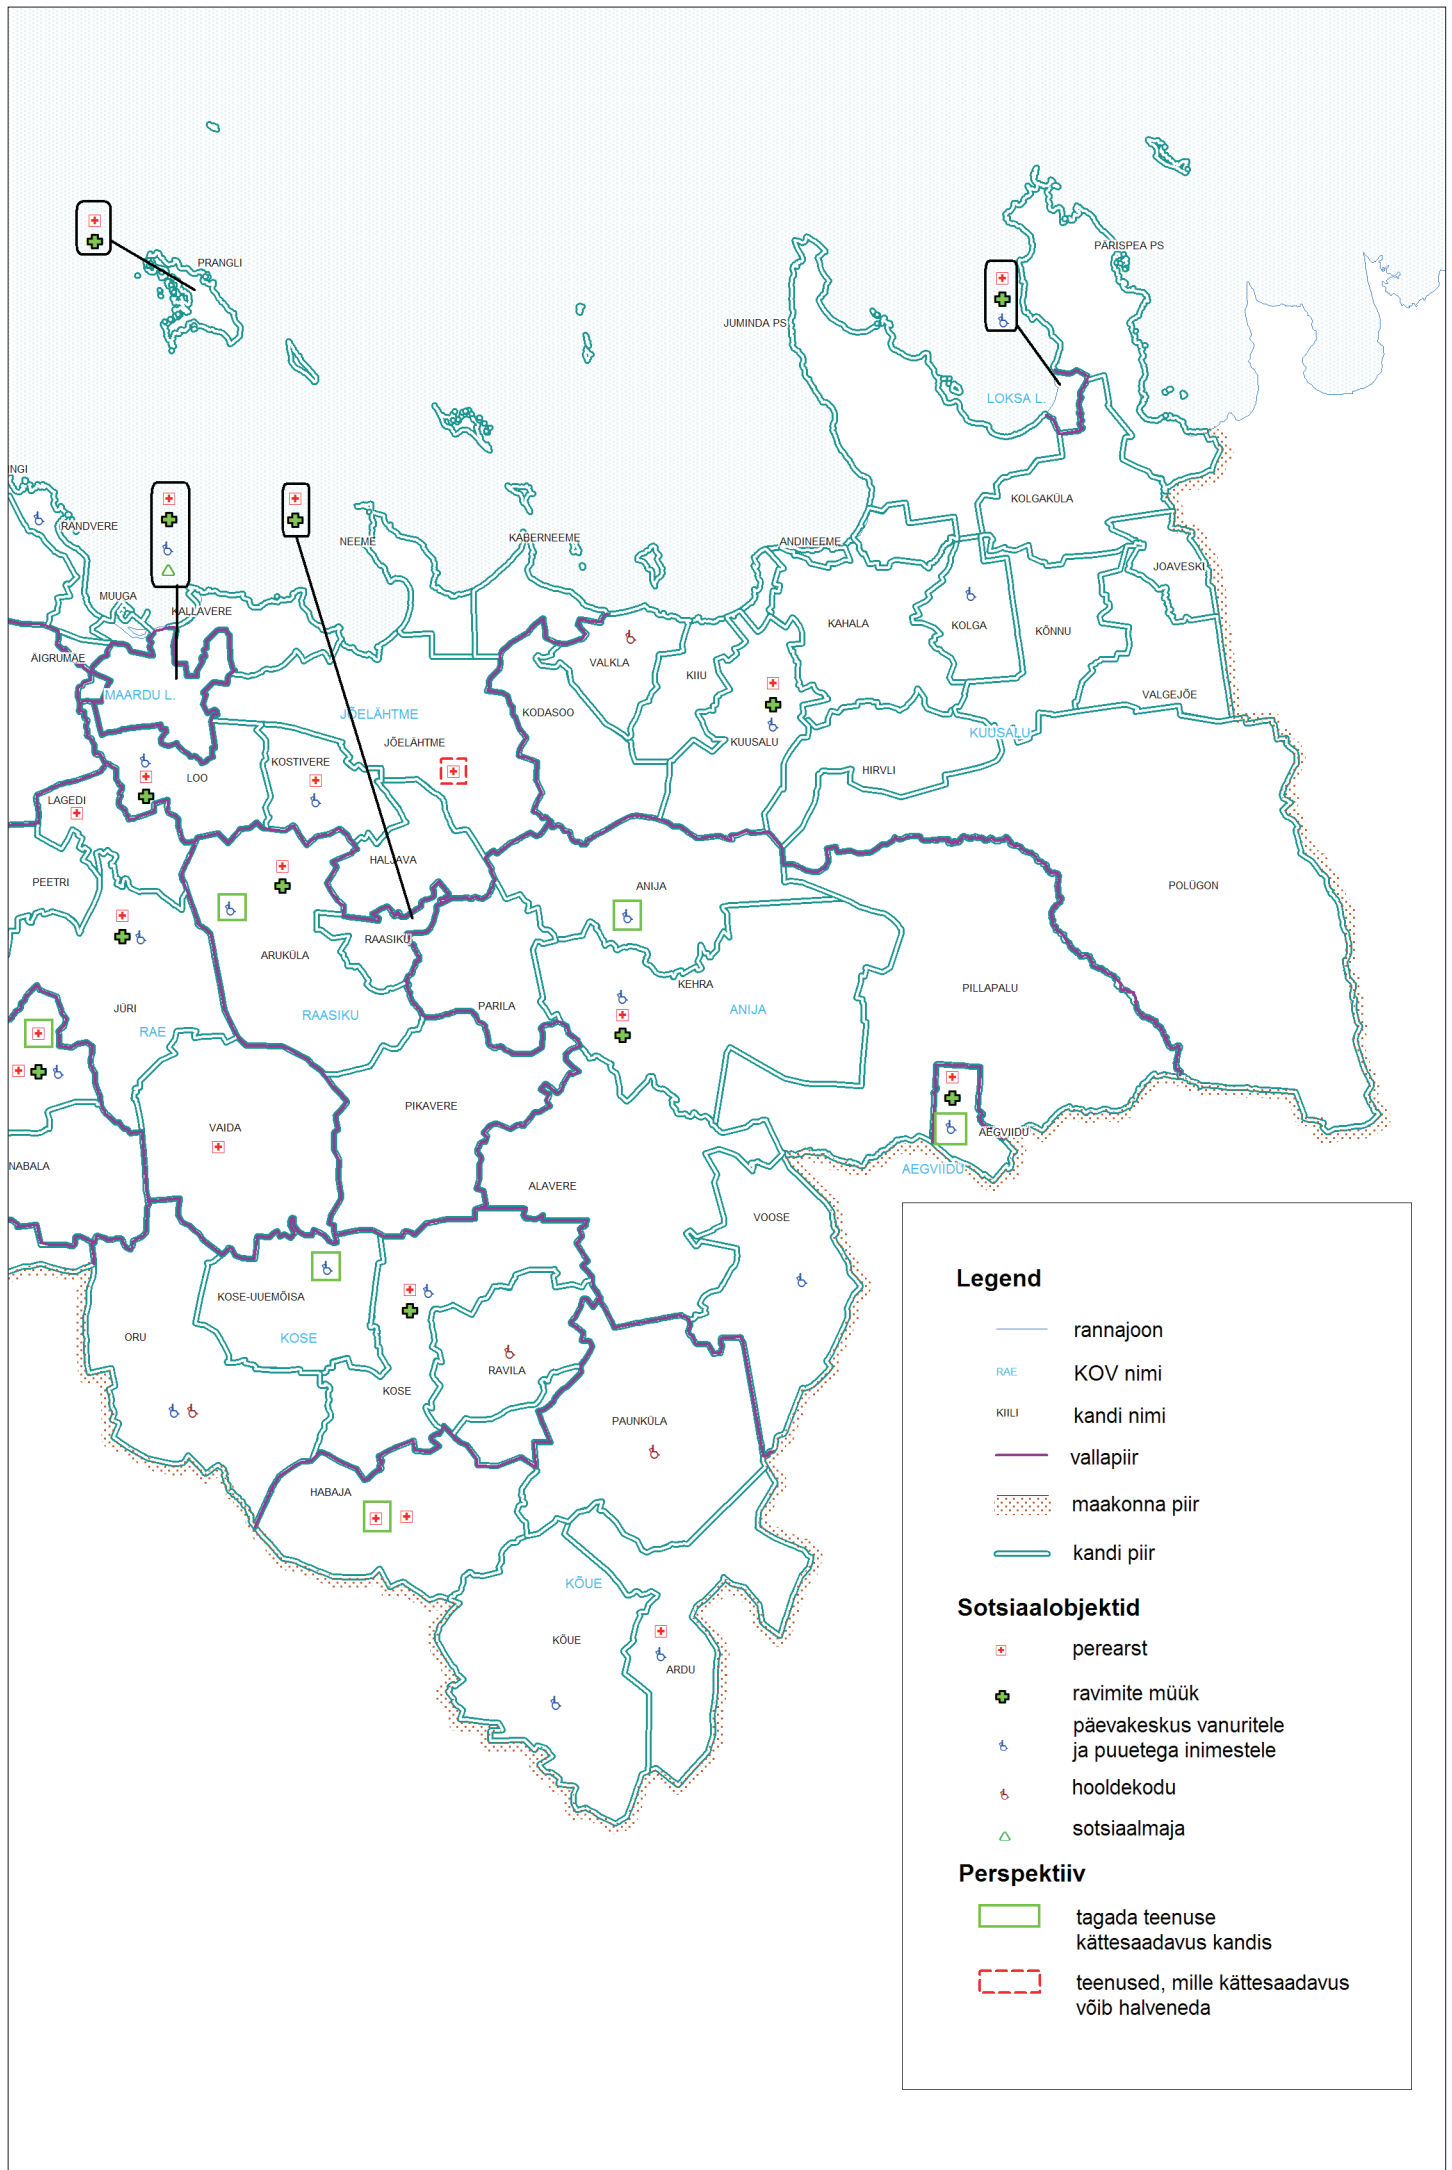 PRANGLI
PÄRISPEA PS
JUMINDA PS
LOKSA L.
NGI
RANDVERE
NEEME
KABERNEEME
ANDINEEME
KOLGAKÜLA
JOAVESKI
MUUGA
KALLAVERE
ÄIGRUMÄE
VALKLA
KIIU
KAHALA
KOLGA
KÕNNU
VALGEJÕE
MAARDU L.
JÕELÄHTME
KODASOO
KUUSALU
JÕELÄHTME
KUUSALU
LOO
KOSTIVERE
HIRVLI
LAGEDI
HALJAVA
PEETRI
ANIJA
POLÜGON
ARUKÜLA
RAASIKU
KEHRA
PILLAPALU
JÜRI
RAE
RAASIKU
PARILA
ANIJA
PIKAVERE
VAIDA
AEGVIIDU
NABALA
AEGVIIDU
ALAVERE
VOOSE
KOSE-UUEMÕISA
ORU
KOSE
RAVILA
KOSE
PAUNKÜLA
HABAJA
KÕUE
KÕUE
ARDU
Legend
rannajoon
RAE KOV nimi
KIILI kandi nimi
vallapiir
maakonna piir
kandi piir
Sotsiaalobjektid
perearst
ravimite müük
päevakeskus vanuritele
ja puuetega inimestele
hooldekodu
sotsiaalmaja
Perspektiiv
tagada teenuse
kättesaadavus kandis
teenused, mille kättesaadavus
võib halveneda